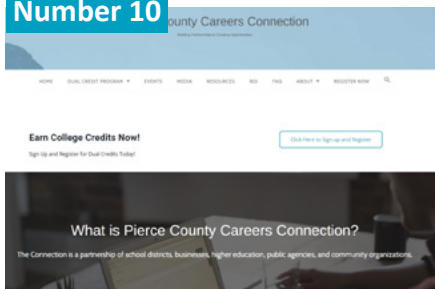 Number 10
ounty Careers Connection
HOME DUAL CREDIT PROGRAM EVENTS MEDIA RESOURCES ROI FAQ ABOUT REGISTER NOW
Earn College Credits Now!
Click Here to Sign up and Register
Sign Up and Register for Dual Credits Today!
What is Pierce County Careers Connection?
The Connection is a partnership of school districts, businesses, higher education, public agencies, and community organizations.